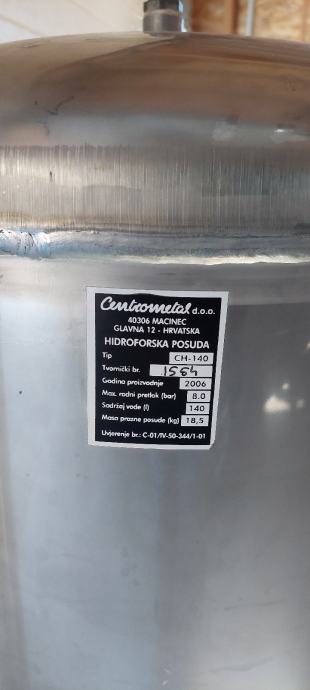 Centrometal d.o.o.
40306 MACINEC
GLAVNA 12 - HRVATSKA
HIDROFORSKA POSUDA
Tip CH-140
Tvornički br. 1554
Godina proizvodnje 2006
Max. radni pretlak (bar) 8.0
Sadržaj vode (l) 140
Masa prazne posude (kg) 18,5
Uvjerenje br.: C-01/IV-50-344/1-01